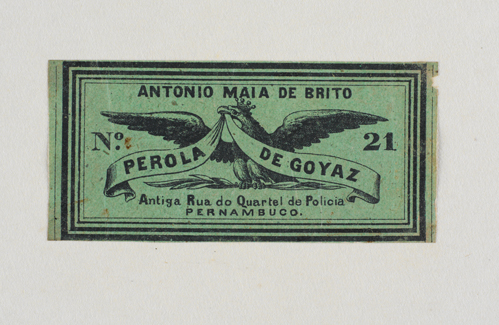 ANTONIO MAIA DE BRITO
Nº. 21
PEROLA DE GOYAZ
Antiga Rua do Quartel de Policia
PERNAMBUCO.